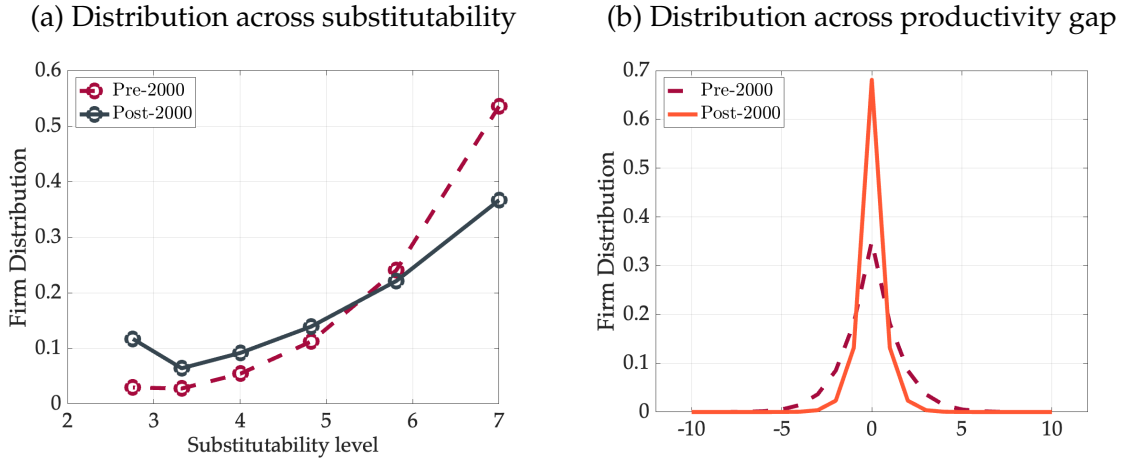 (a) Distribution across substitutability
0.6
0.5
0.4
0.3
0.2
0.1
0
2
3
4
5
6
7
Firm Distribution
Substitutability level
Pre-2000
Post-2000
(b) Distribution across productivity gap
0.7
0.6
0.5
0.4
0.3
0.2
0.1
0
-10
-5
0
5
10
Firm Distribution
Pre-2000
Post-2000